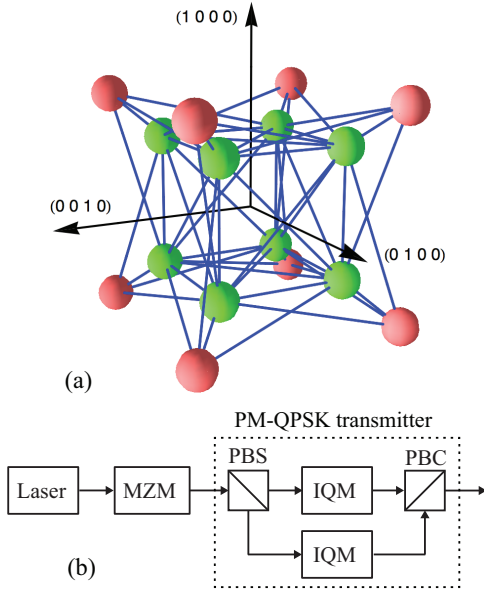 (1 0 0 0)
(0 0 1 0)
(0 1 0 0)
(a)
PM-QPSK transmitter
PBS
PBC
Laser
MZM
IQM
IQM
(b)